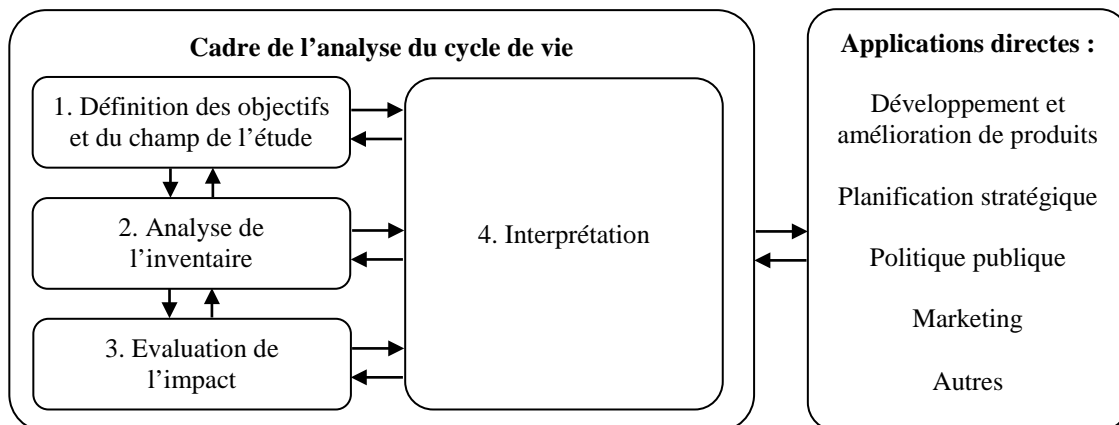 Cadre de l’analyse du cycle de vie
1. Définition des objectifs
et du champ de l’étude
2. Analyse de
l’inventaire
3. Evaluation de
l’impact
4. Interprétation
Applications directes :
Développement et
amélioration de produits
Planification stratégique
Politique publique
Marketing
Autres